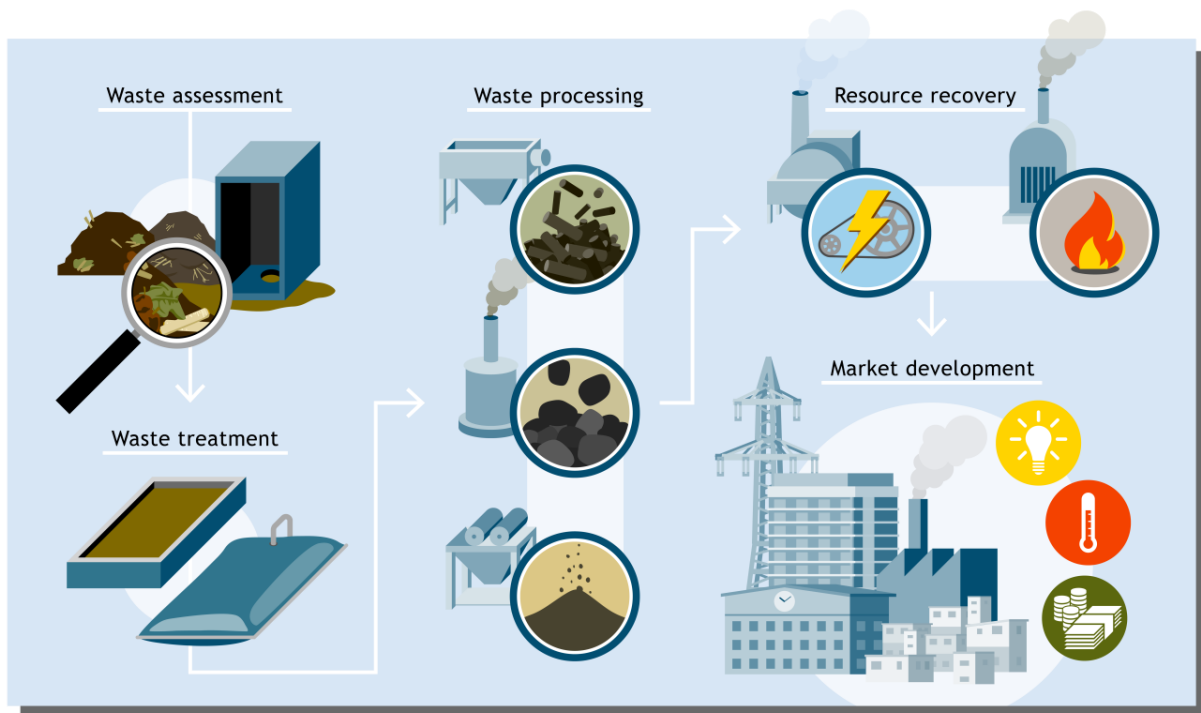 Waste assessment
Waste treatment
Waste processing
Resource recovery
Market development